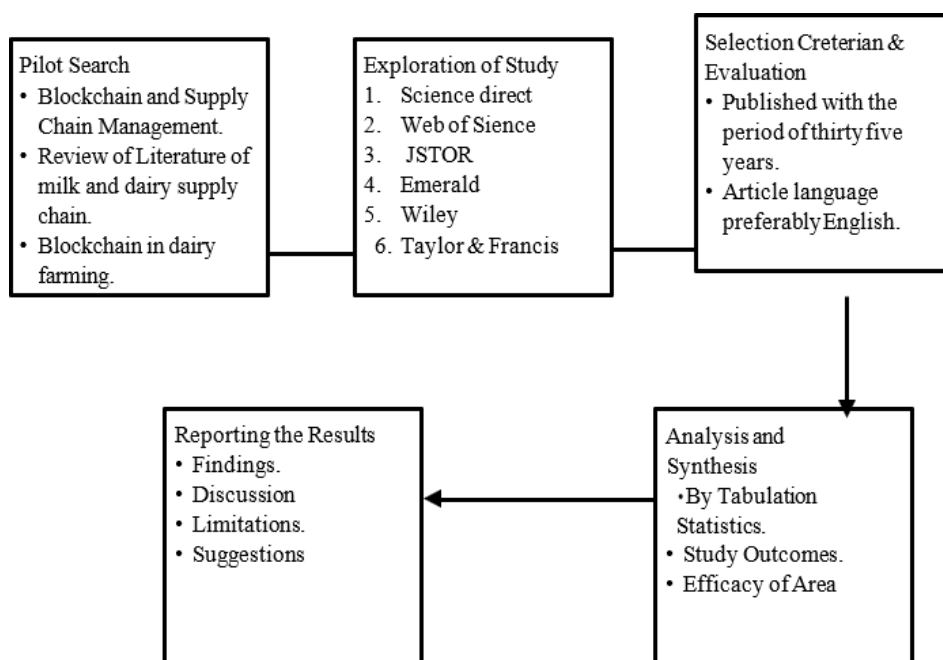 Pilot Search
• Blockchain and Supply
Chain Management.
• Review of Literature of
milk and dairy supply
chain.
• Blockchain in dairy
farming.
Exploration of Study
1. Science direct
2. Web of Sience
3. JSTOR
4. Emerald
5. Wiley
6. Taylor & Francis
Selection Creterian &
Evaluation
• Published with the
period of thirty five
years.
• Article language
preferably English.
Analysis and
Synthesis
•By Tabulation
Statistics.
• Study Outcomes.
• Efficacy of Area
Reporting the Results
• Findings.
• Discussion
• Limitations.
• Suggestions